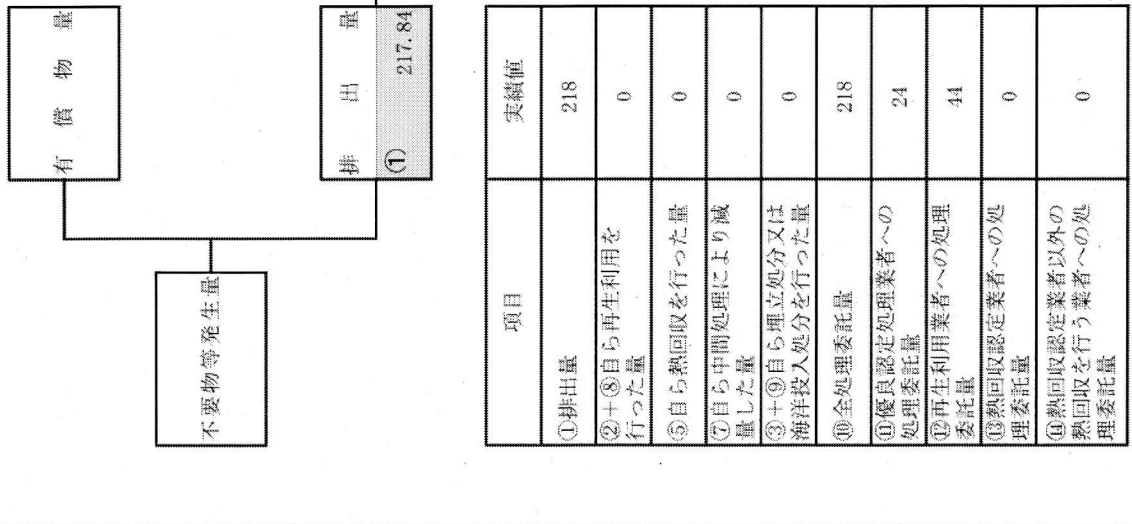 有償物量
不要物等発生量
排出量
① 217.84
項目 実績値
①排出量 218
②+⑧自ら再生利用を
行った量 0
⑤自ら熱回収を行った量 0
⑦自ら中間処理により減
量した量 0
③+⑨自ら埋立処分又は
海洋投入処分を行った量 0
⑩全処理委託量 218
⑪優良認定処理業者への
処理委託量 24
⑫再生利用業者への処理
委託量 44
⑬熱回収認定業者への処
理委託量 0
⑭熱回収認定業者以外の
熱回収を行う業者への処
理委託量 0